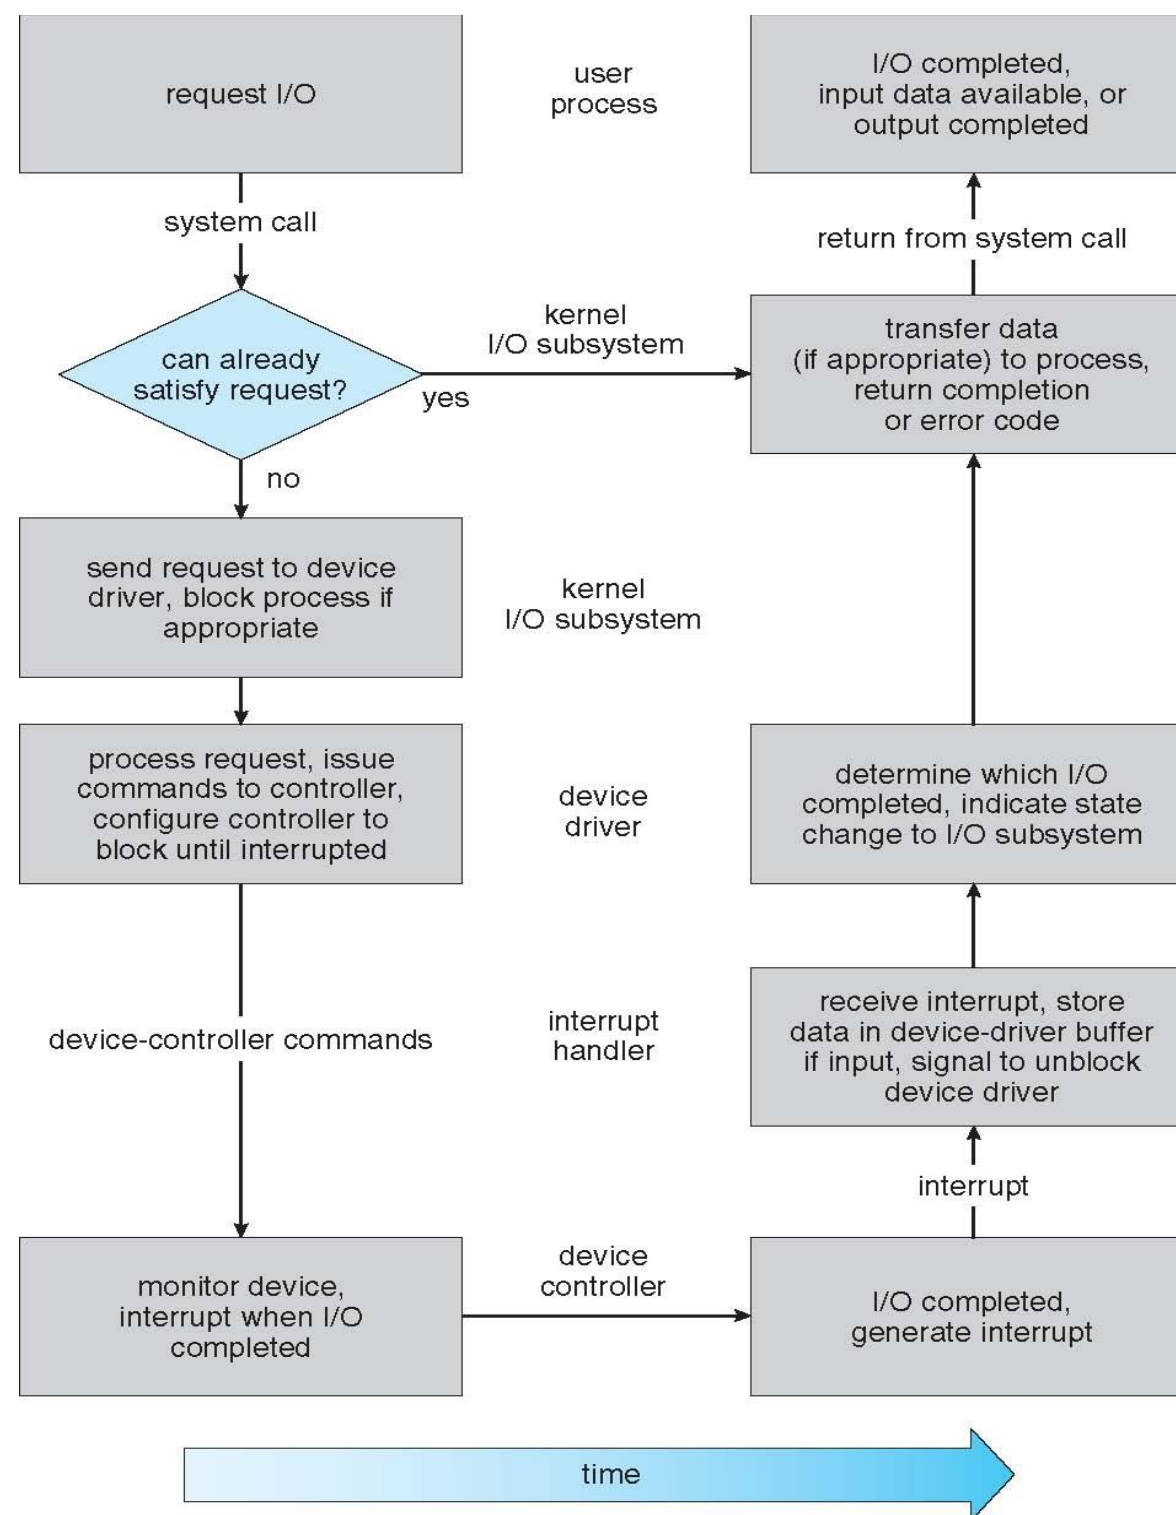 request I/O
user
process
I/O completed,
input data available, or
output completed
system call
return from system call
can already
satisfy request?
kernel
I/O subsystem
yes
transfer data
(if appropriate) to process,
return completion
or error code
no
send request to device
driver, block process if
appropriate
kernel
I/O subsystem
process request, issue
commands to controller,
configure controller to
block until interrupted
device
driver
determine which I/O
completed, indicate state
change to I/O subsystem
device-controller commands
interrupt
handler
receive interrupt, store
data in device-driver buffer
if input, signal to unblock
device driver
interrupt
monitor device,
interrupt when I/O
completed
device
controller
I/O completed,
generate interrupt
time